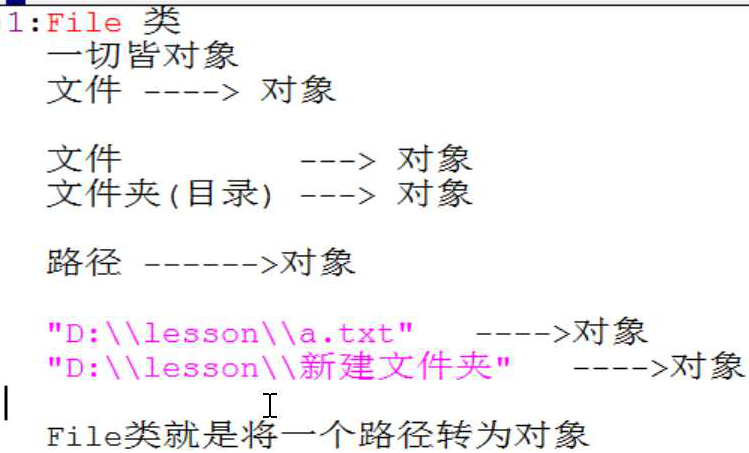 1:File 类
一切皆对象
文件 ----> 对象
文件 ---> 对象
文件夹(目录) ---> 对象
路径 ------>对象
"D:\\lesson\\a.txt" ---->对象
"D:\\lesson\\新建文件夹" ---->对象
File类就是将一个路径转为对象